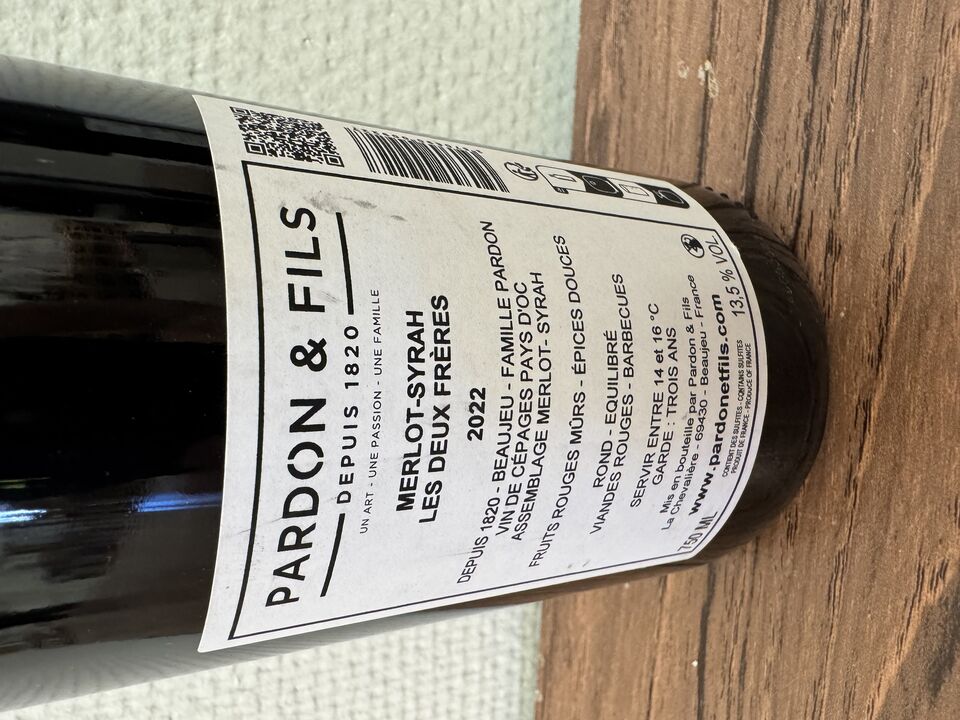 PARDON & FILS
DEPUIS 1820
UN ART - UNE PASSION - UNE FAMILLE
MERLOT-SYRAH
LES DEUX FRÈRES
2022
DEPUIS 1820 - BEAUJEU - FAMILLE PARDON
VIN DE CÉPAGES PAYS D'OC
ASSEMBLAGE MERLOT- SYRAH
FRUITS ROUGES MÛRS - ÉPICES DOUCES
ROND - EQUILIBRÉ
VIANDES ROUGES - BARBECUES
SERVIR ENTRE 14 et 16 °C
GARDE : TROIS ANS
Mis en bouteille par Pardon & Fils
La Chevalière - 69430 - Beaujeu - France
www.pardonetfils.com
750 ML
CONTIENT DES SULFITES - CONTAINS SULFITES
PRODUIT DE FRANCE - PRODUCE OF FRANCE
13,5 % VOL.